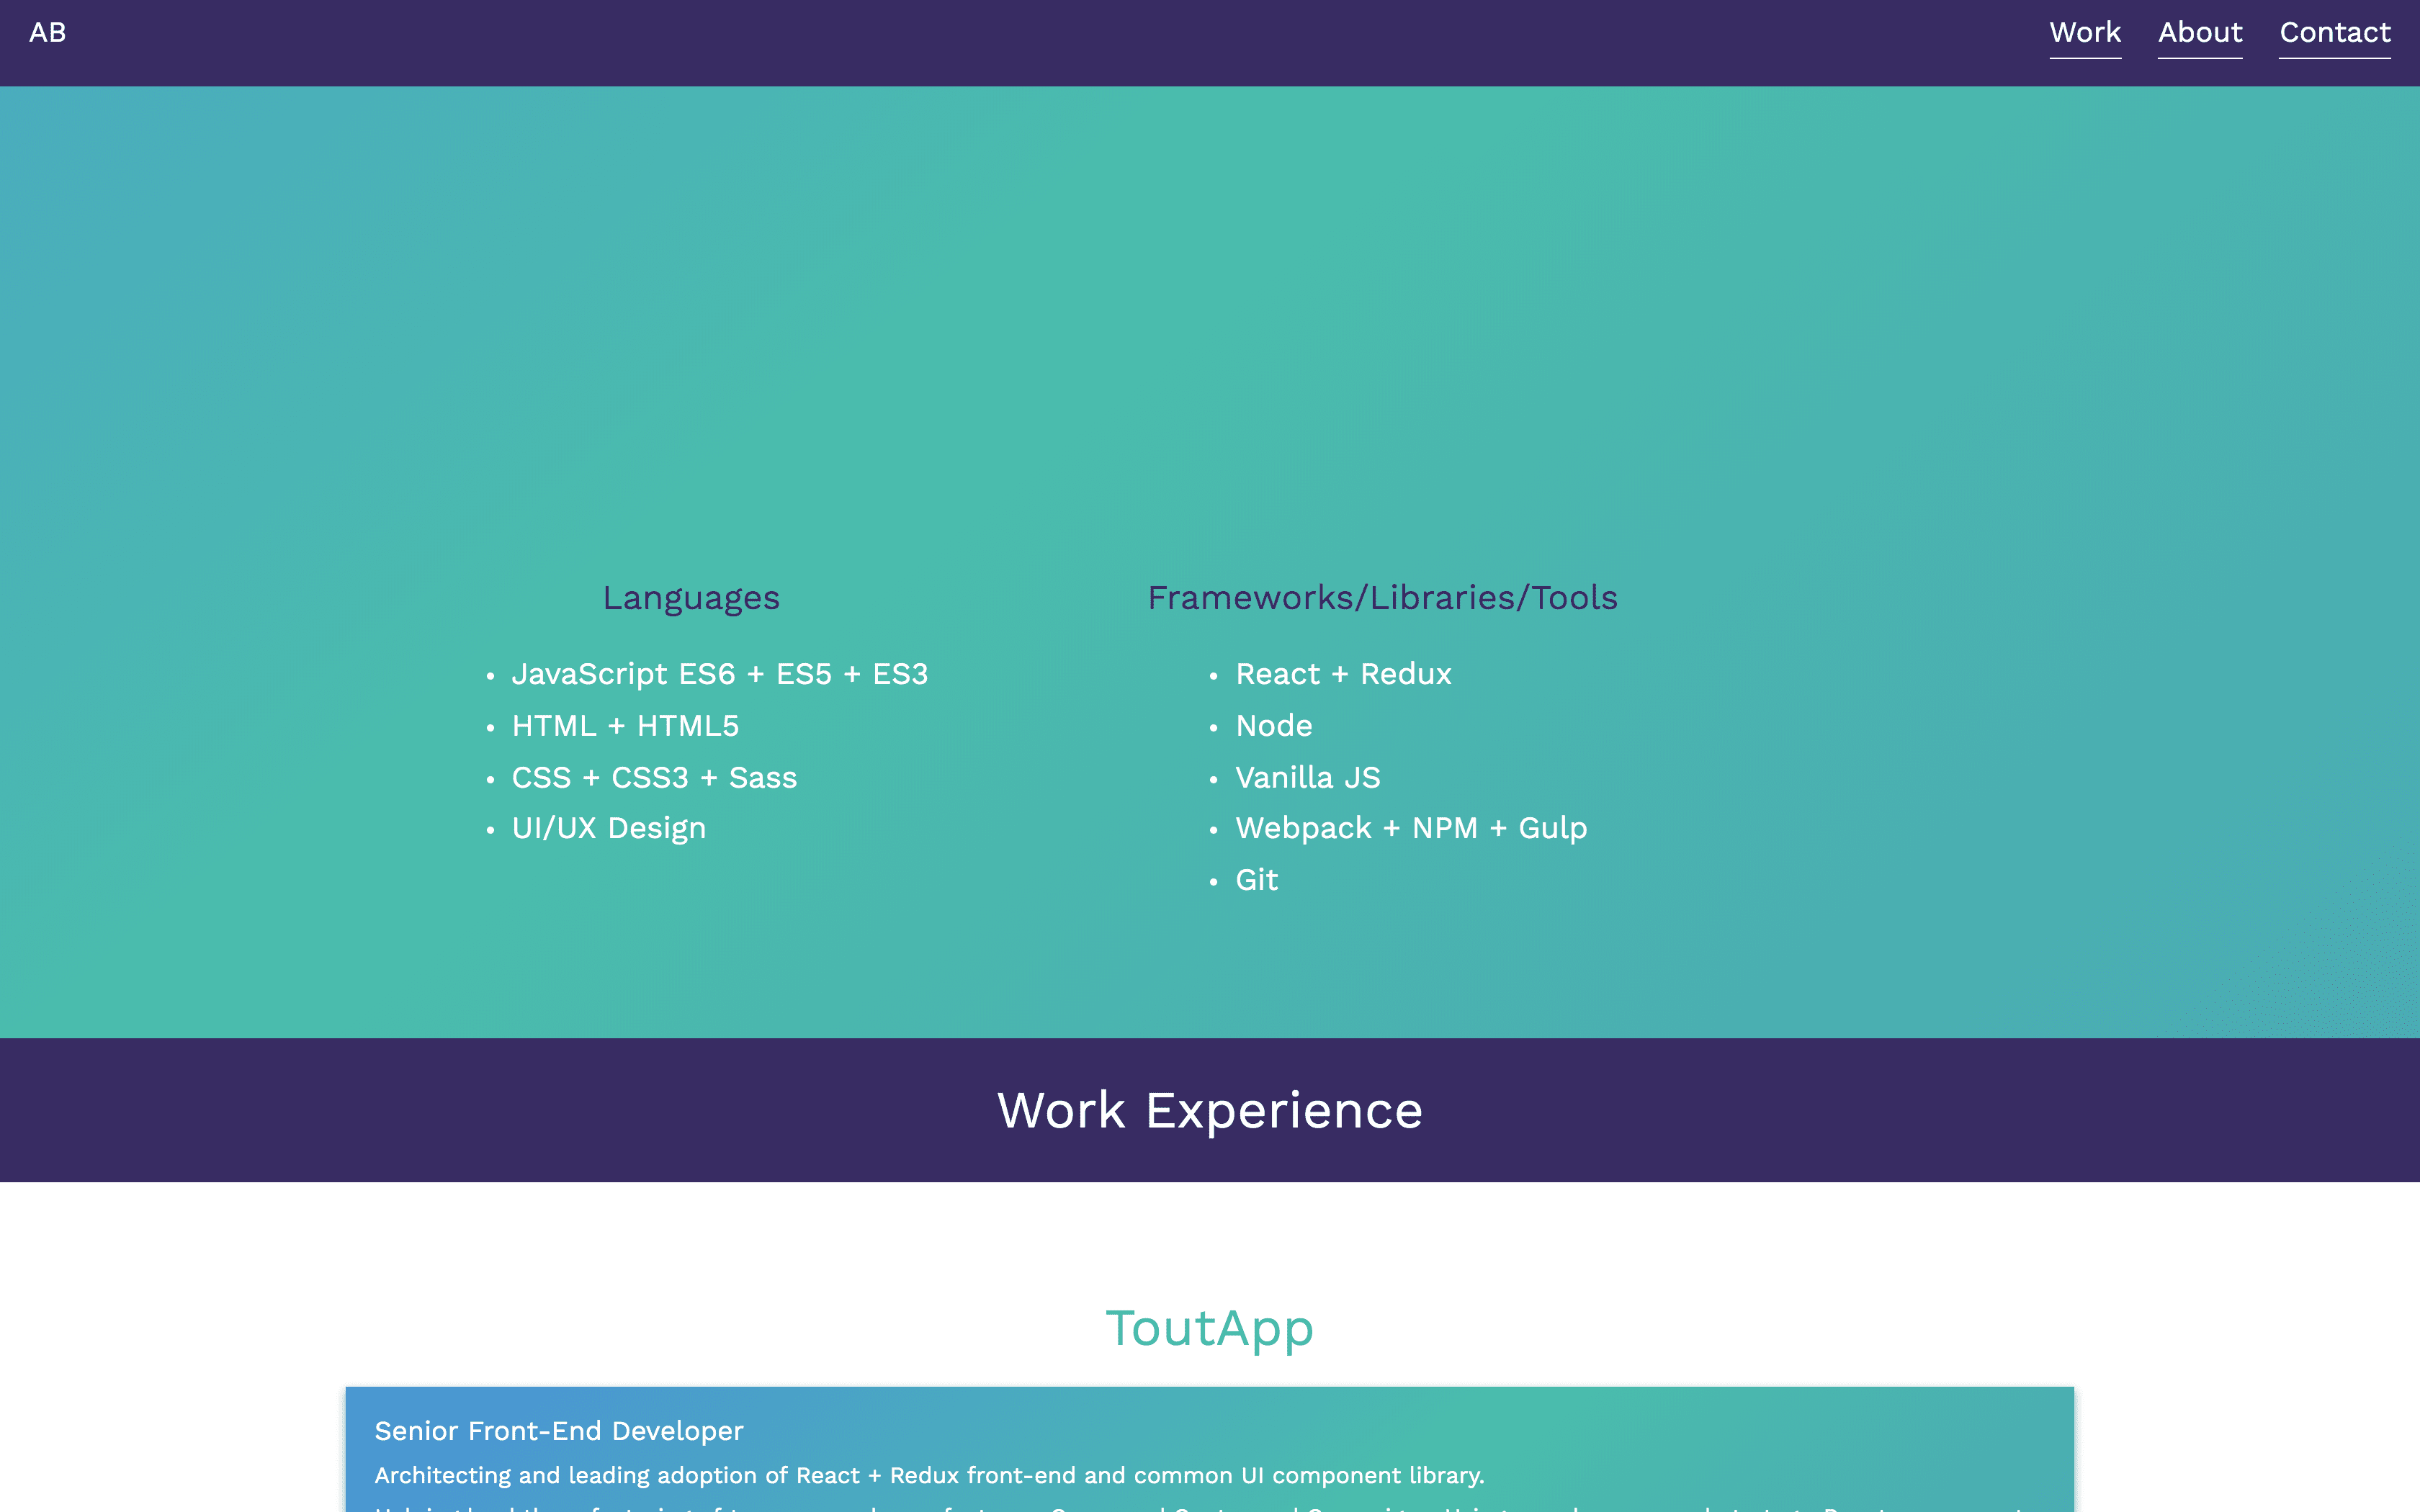 AB
Work About Contact
Languages
JavaScript ES6 + ES5 + ES3
HTML + HTML5
CSS + CSS3 + Sass
UI/UX Design
Frameworks/Libraries/Tools
React + Redux
Node
Vanilla JS
Webpack + NPM + Gulp
Git
Work Experience
ToutApp
Senior Front-End Developer
Architecting and leading adoption of React + Redux front-end and common UI component library.